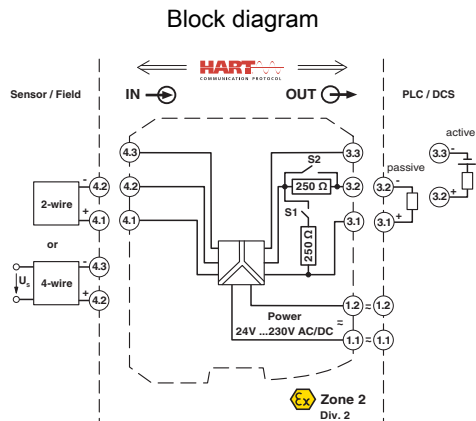 Block diagram
HART
COMMUNICATION PROTOCOL
Sensor / Field
IN
OUT
PLC / DCS
active
4.3
3.3
3.3 -
S2
passive
2-wire
- 4.2
4.2
250 Ω
3.2
3.2 -
3.2 +
+ 4.1
4.1
S1
3.1
3.1 +
or
250 Ω
Us
4-wire
- 4.3
+ 4.2
Power
24V ...230V AC/DC
≈
1.2 ≈ 1.2
1.1 ≈ 1.1
Ex
Zone 2
Div. 2